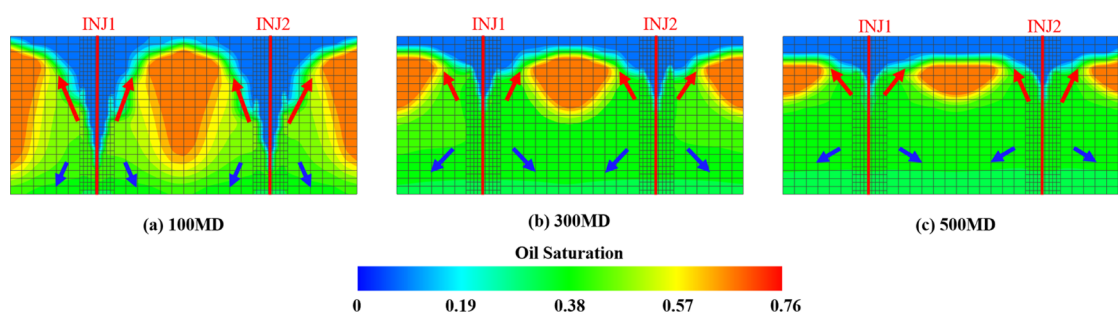 INJ1 INJ2 INJ1 INJ2 INJ1 INJ2
(a) 100MD (b) 300MD (c) 500MD
Oil Saturation
0 0.19 0.38 0.57 0.76